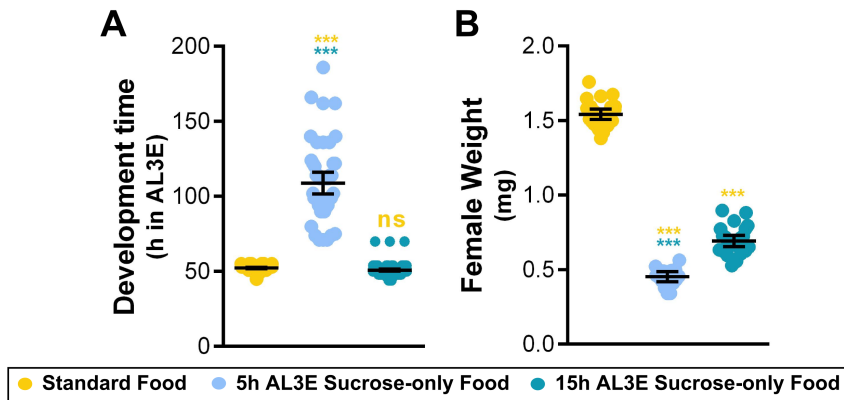 A
Development time
(h in AL3E)
200
150
100
50
0
***
***
ns
B
Female Weight
(mg)
2.0
1.5
1.0
0.5
0.0
***
***
***
Standard Food
5h AL3E Sucrose-only Food
15h AL3E Sucrose-only Food